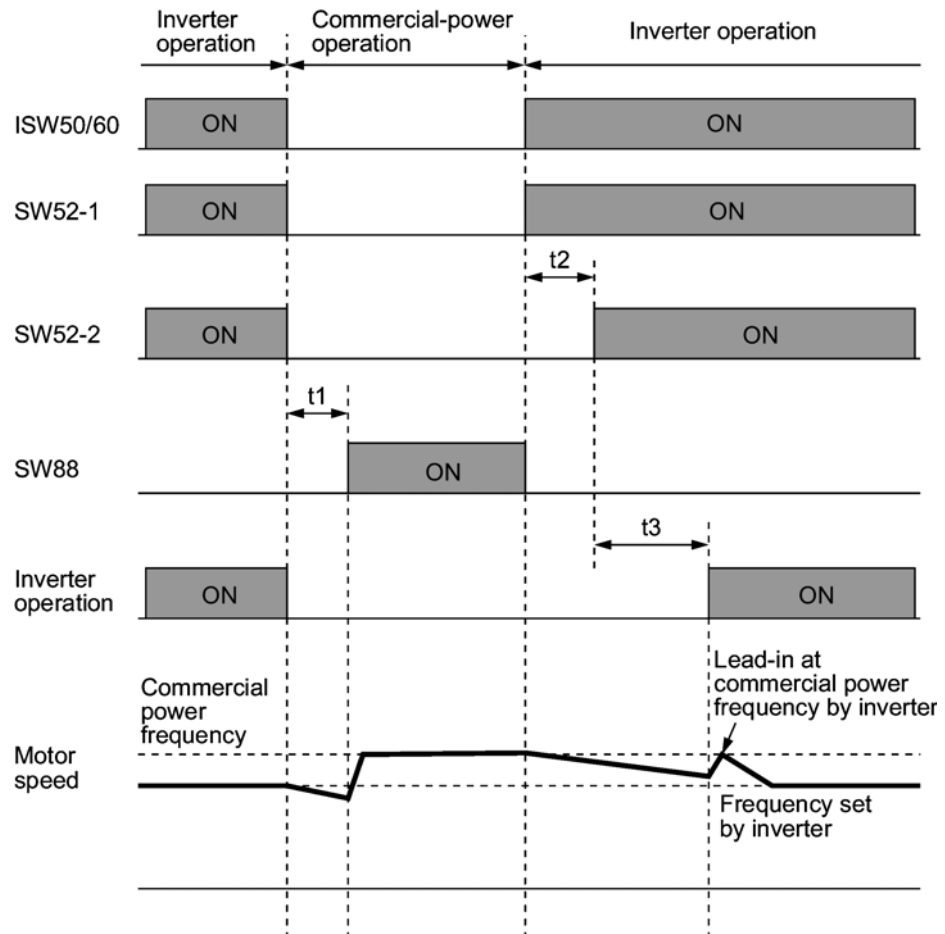 Inverter
operation
Commercial-power
operation
Inverter operation
ISW50/60
ON
ON
SW52-1
ON
ON
t2
SW52-2
ON
ON
t1
SW88
ON
t3
Inverter
operation
ON
ON
Lead-in at
commercial power
frequency by inverter
Commercial
power
frequency
Motor
speed
Frequency set
by inverter